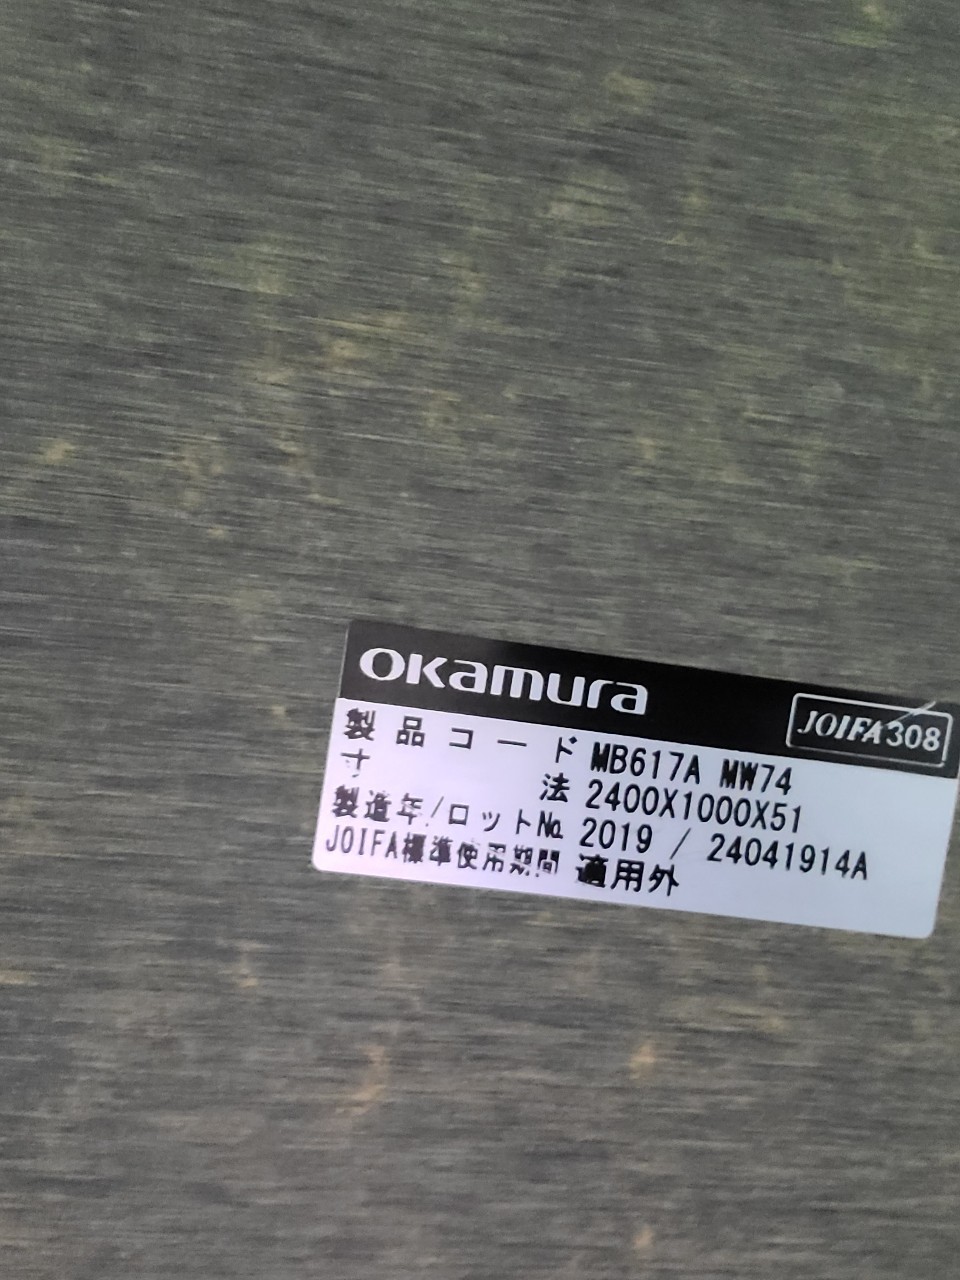 okamura
JOIFA308
製品コード MB617A MW74
寸法 2400X1000X51
製造年/ロット№ 2019 / 24041914A
JOIFA標準使用期間 適用外